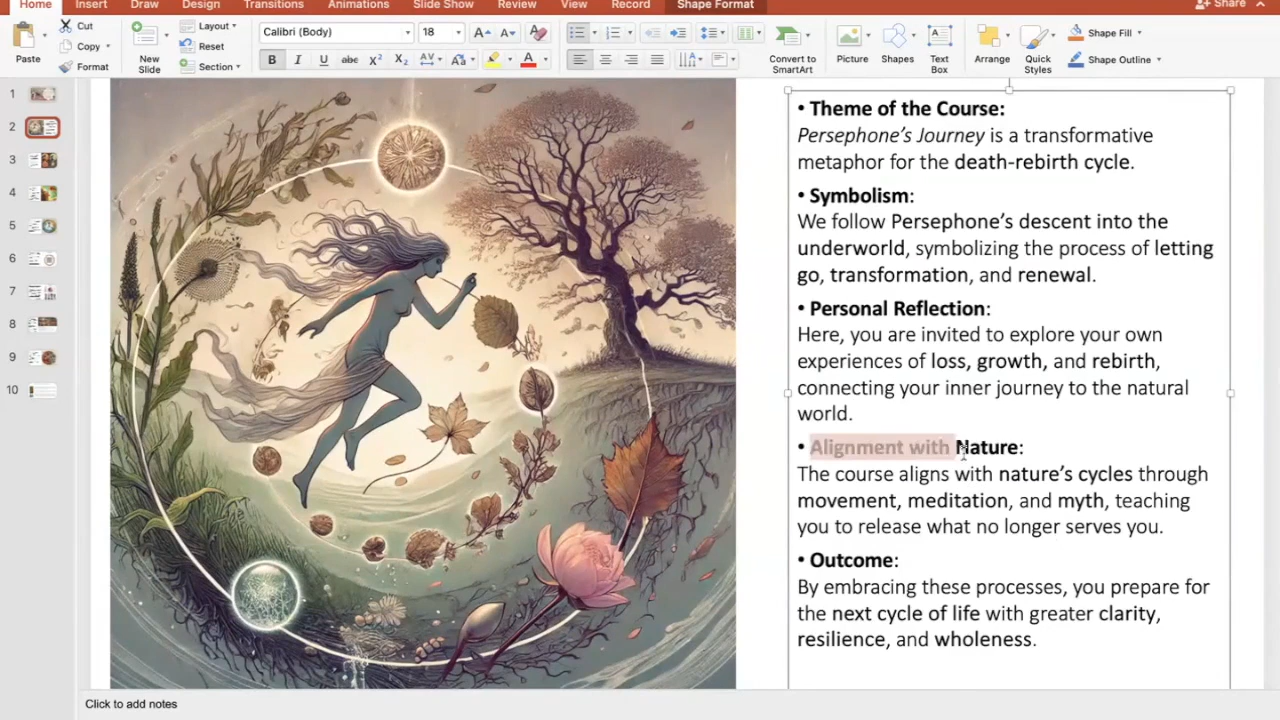 Home Insert Draw Design Transitions Animations Slide Show Review View Record Shape Format Share
Cut Layout Calibri (Body) 18 Shape Fill
Copy Reset
Paste Format New Slide Section B I U abc X² X₂ AV Aa A Convert to SmartArt Picture Shapes Text Box Arrange Quick Styles Shape Outline
1
2
3
4
5
6
7
8
9
10
• Theme of the Course:
Persephone’s Journey is a transformative
metaphor for the death-rebirth cycle.
• Symbolism:
We follow Persephone’s descent into the
underworld, symbolizing the process of letting
go, transformation, and renewal.
• Personal Reflection:
Here, you are invited to explore your own
experiences of loss, growth, and rebirth,
connecting your inner journey to the natural
world.
• Alignment with Nature:
The course aligns with nature’s cycles through
movement, meditation, and myth, teaching
you to release what no longer serves you.
• Outcome:
By embracing these processes, you prepare for
the next cycle of life with greater clarity,
resilience, and wholeness.
Click to add notes